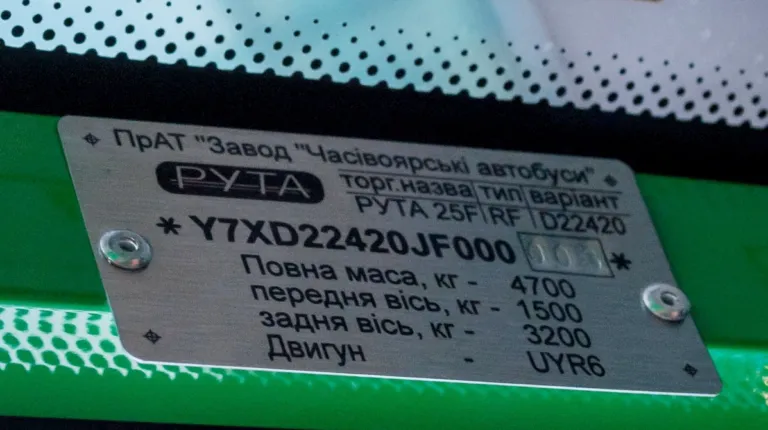 ПрАТ "Завод "Часівоярські автобуси"
РУТА торг.назва тип варіант
РУТА 25F RF D22420
*Y7XD22420JF000 *
Повна маса, кг - 4700
передня вісь, кг - 1500
задня вісь, кг - 3200
Двигун - UYR6